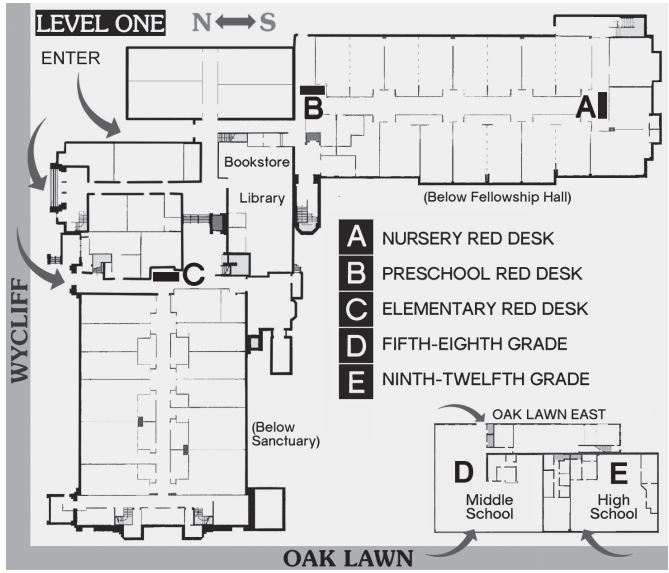 LEVEL ONE
N S
ENTER
B
A
Bookstore
Library
(Below Fellowship Hall)
A NURSERY RED DESK
B PRESCHOOL RED DESK
C ELEMENTARY RED DESK
D FIFTH-EIGHTH GRADE
E NINTH-TWELFTH GRADE
C
WYCLIFF
(Below
Sanctuary)
OAK LAWN EAST
D
Middle
School
E
High
School
OAK LAWN